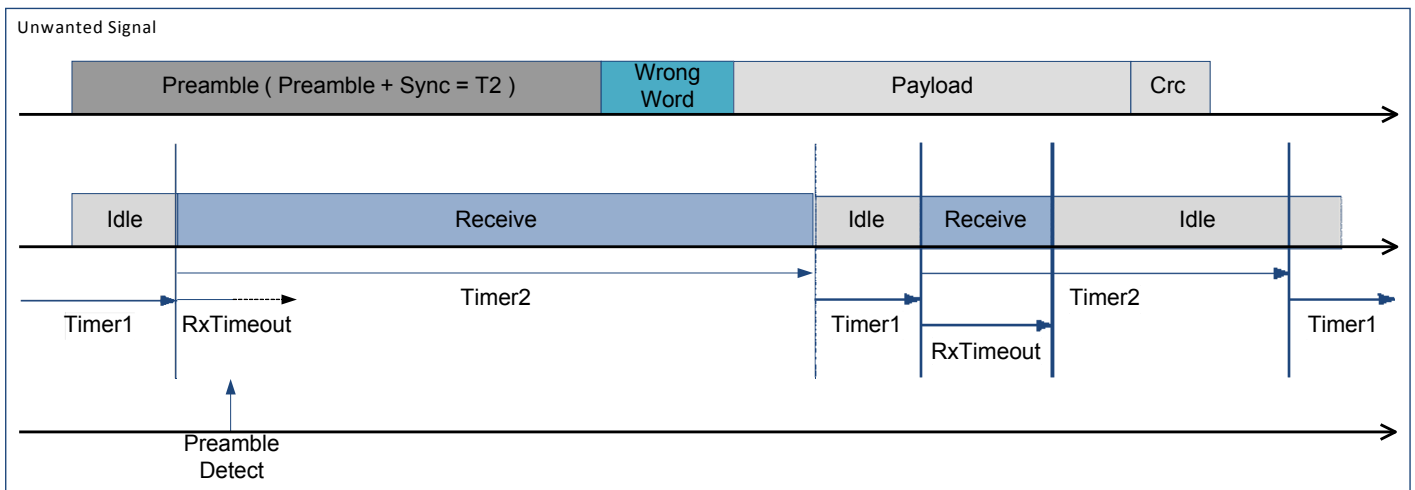 Unwanted Signal
Preamble ( Preamble + Sync = T2 )
Wrong
Word
Payload
Crc
Idle
Receive
Idle
Receive
Idle
Timer2
Timer2
Timer1
RxTimeout
Timer1
Timer1
RxTimeout
Preamble
Detect